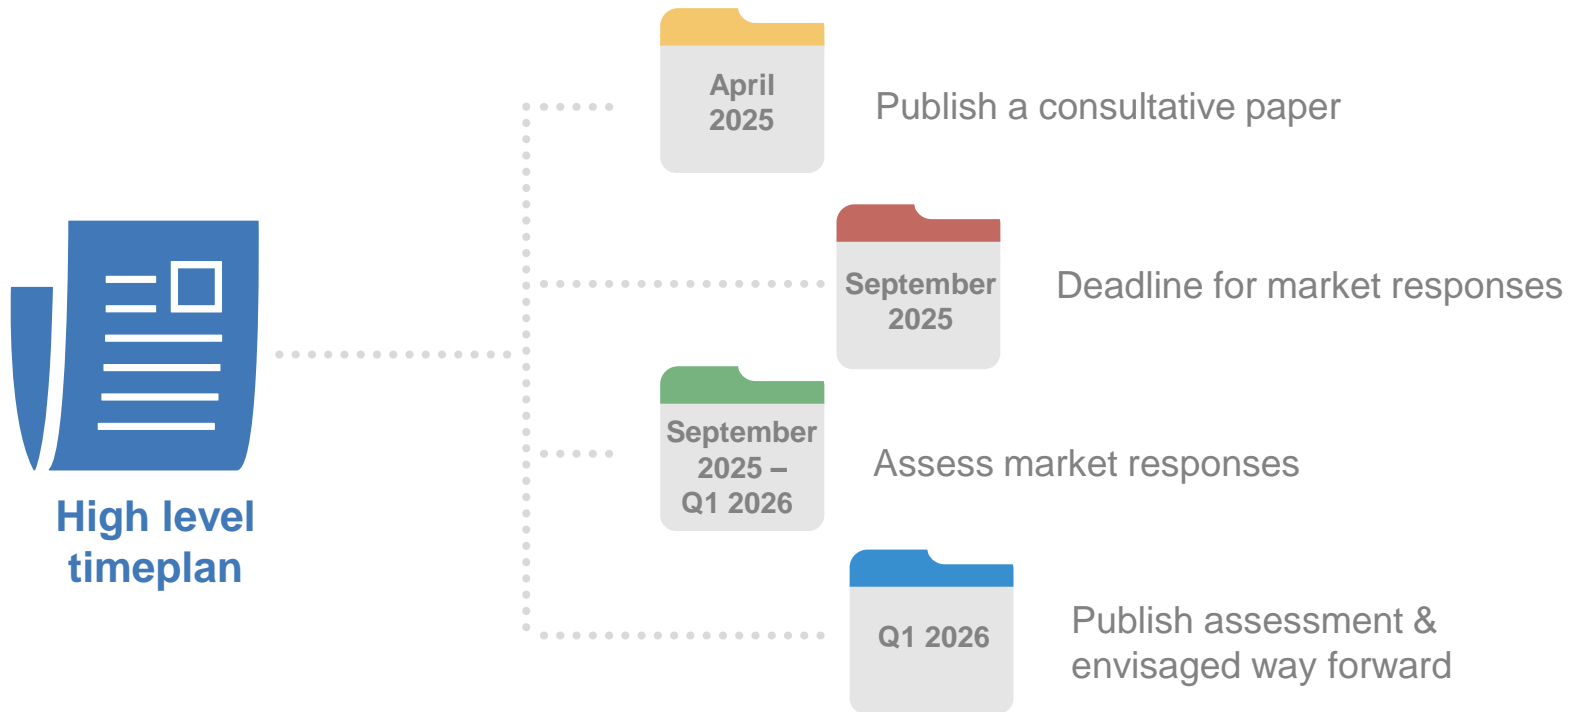 April
2025
Publish a consultative paper
September
2025
Deadline for market responses
September
2025 –
Q1 2026
Assess market responses
High level
timeplan
Q1 2026
Publish assessment &
envisaged way forward